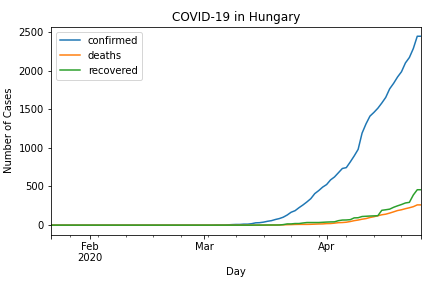 COVID-19 in Hungary
confirmed
deaths
recovered
Number of Cases
2500
2000
1500
1000
500
0
Feb
2020
Mar
Apr
Day